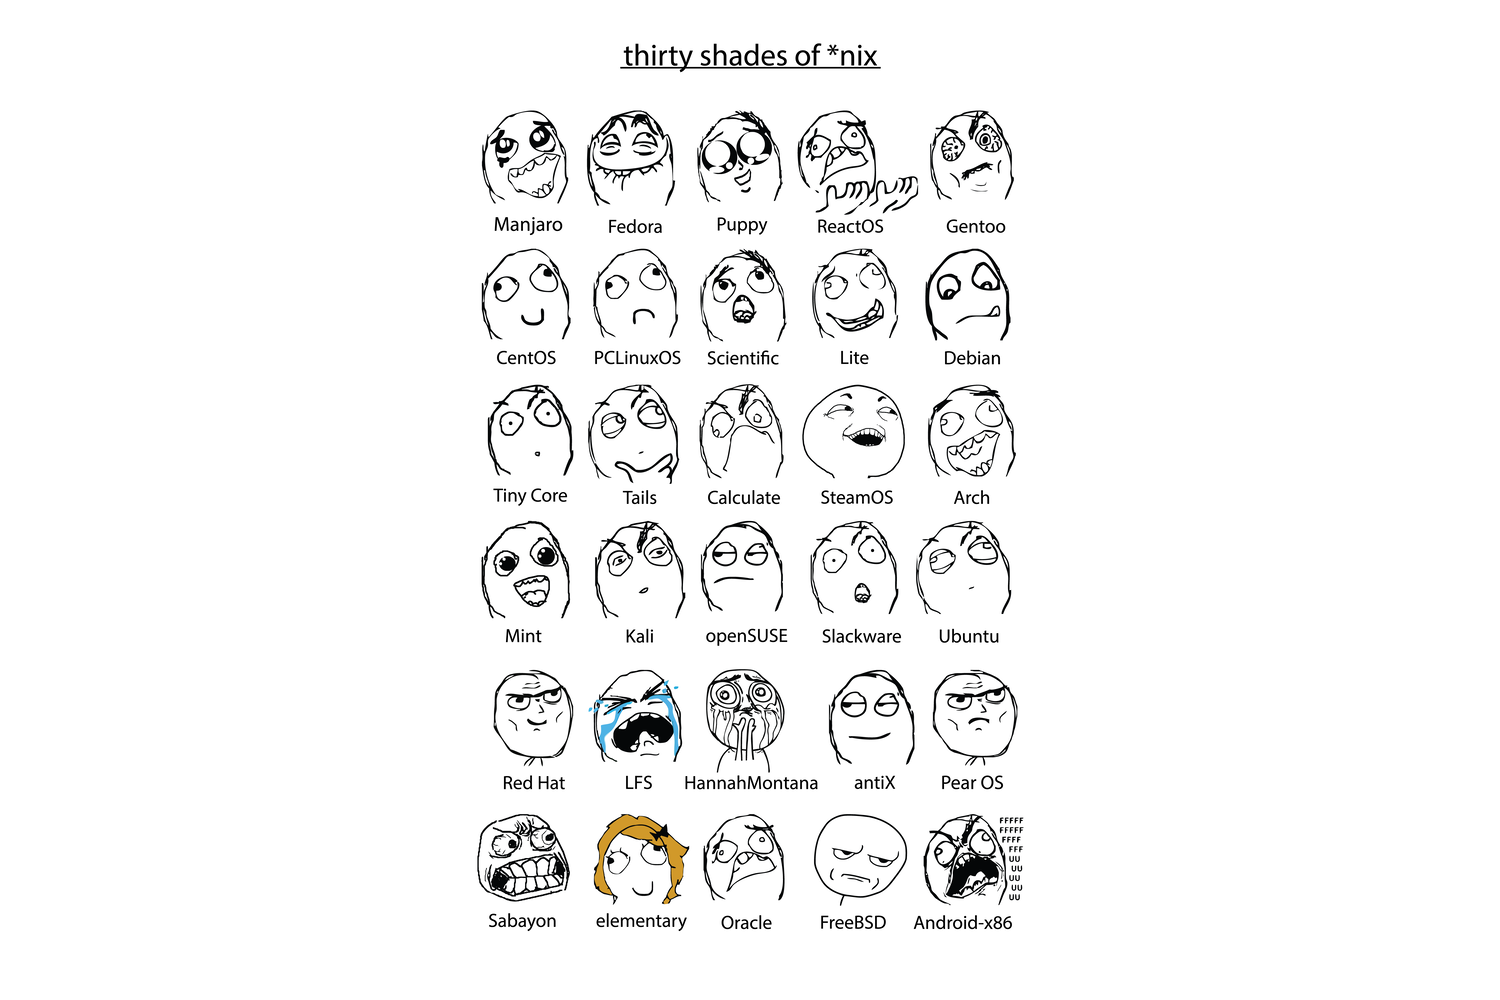 thirty shades of *nix
Manjaro
Fedora
Puppy
ReactOS
Gentoo
CentOS
PCLinuxOS
Scientific
Lite
Debian
Tiny Core
Tails
Calculate
SteamOS
Arch
Mint
Kali
openSUSE
Slackware
Ubuntu
Red Hat
LFS
HannahMontana
antiX
Pear OS
FFFFF
FFFFF
FFFF
FFF
UU
UU
UU
UU
UU
Sabayon
elementary
Oracle
FreeBSD
Android-x86